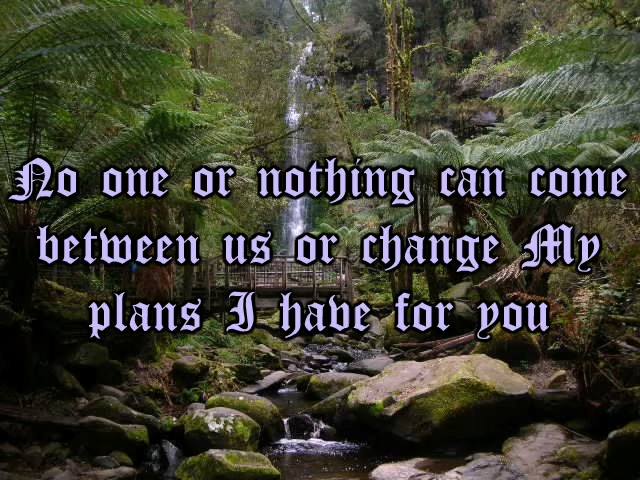 No one or nothing can come
between us or change My
plans I have for you